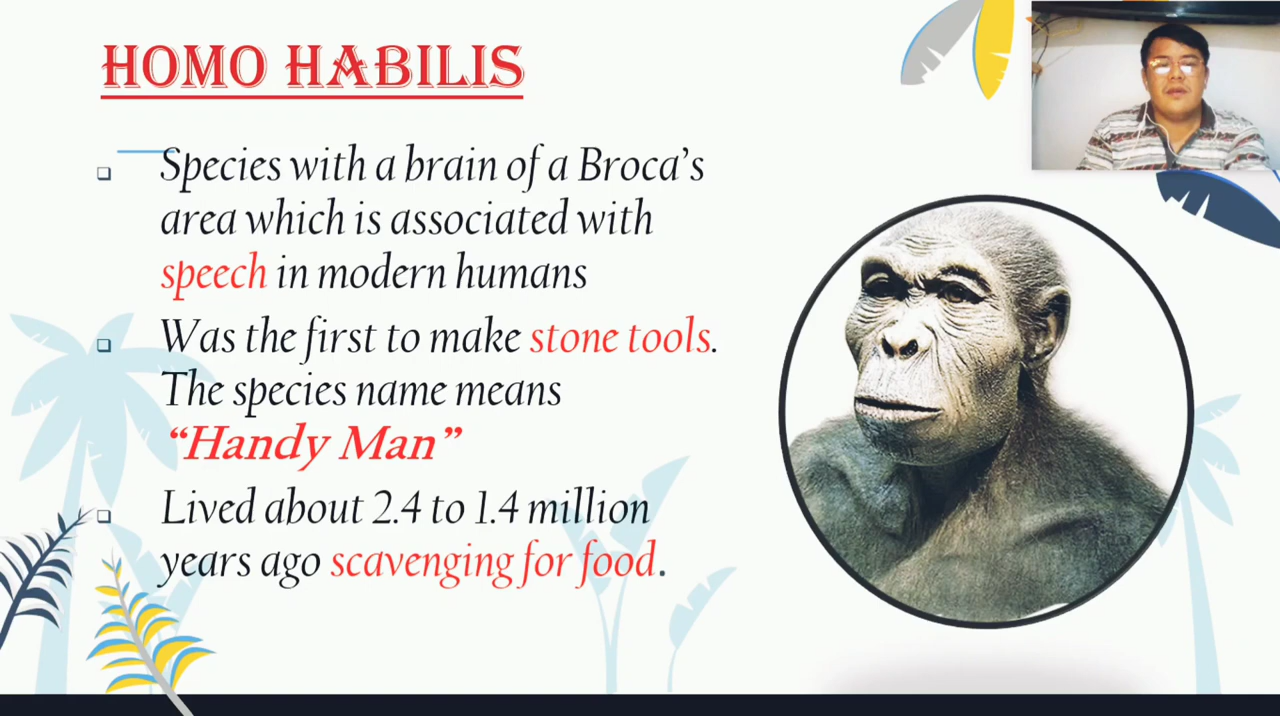 HOMO HABILIS
Species with a brain of a Broca's
area which is associated with
speech in modern humans
Was the first to make stone tools.
The species name means
“Handy Man”
Lived about 2.4 to 1.4 million
years ago scavenging for food.